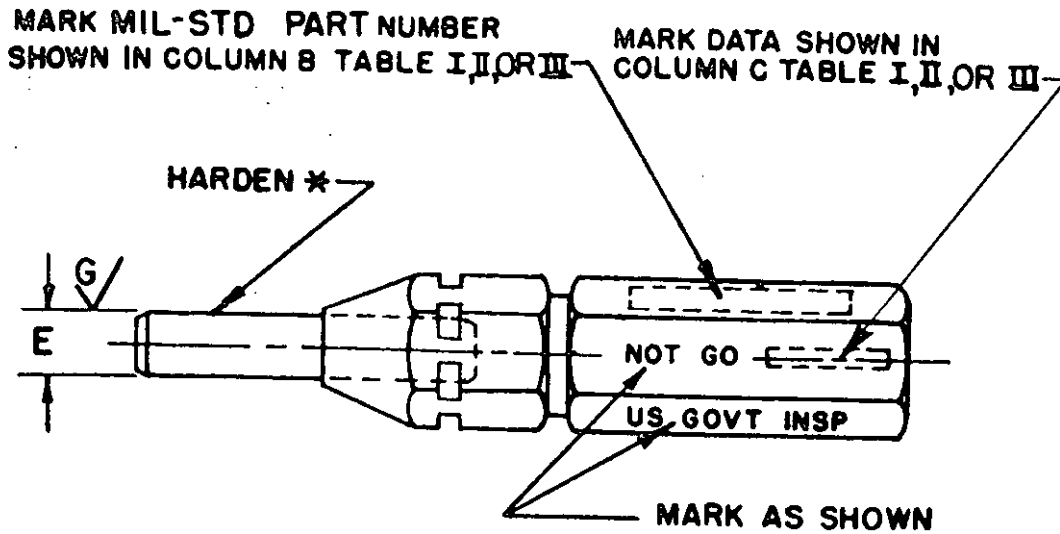 MARK MIL-STD PART NUMBER
SHOWN IN COLUMN B TABLE I,II,OR III
MARK DATA SHOWN IN
COLUMN C TABLE I,II,OR III
HARDEN *
G
E
NOT GO
US GOVT INSP
MARK AS SHOWN